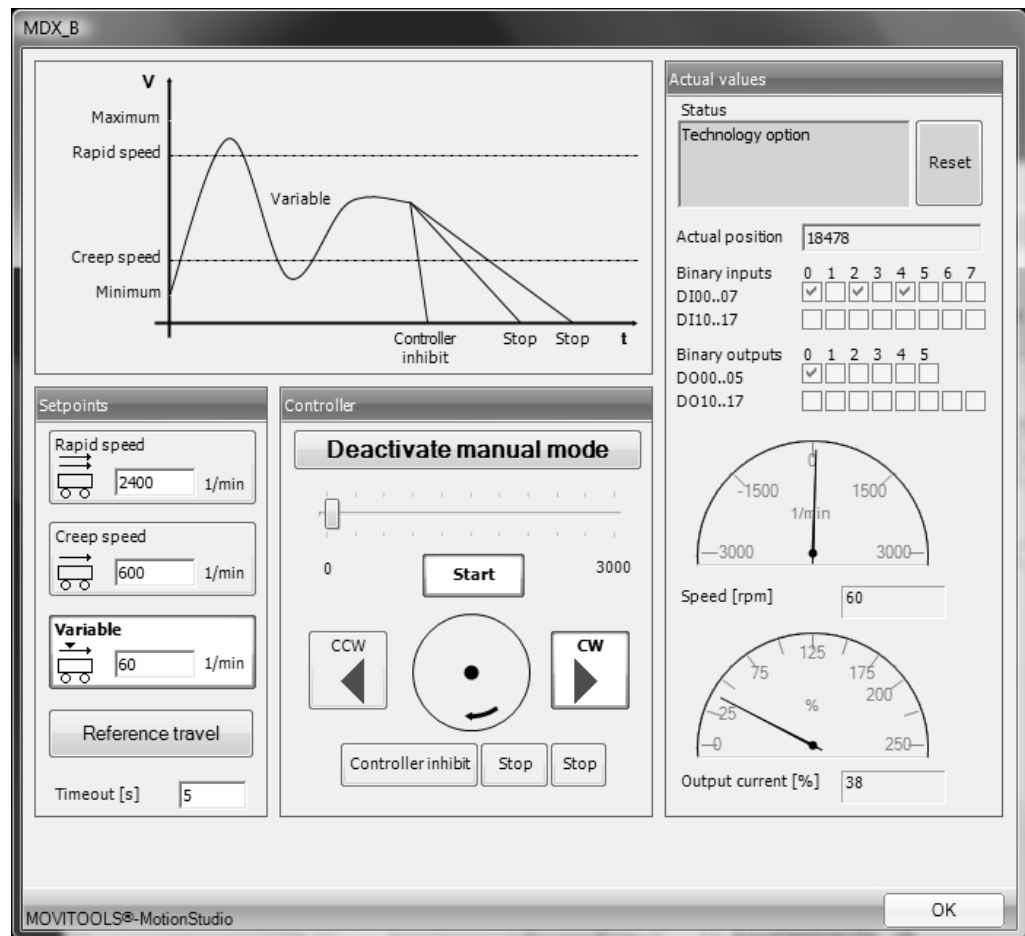 MDX_B
V
Maximum
Rapid speed
Variable
Creep speed
Minimum
Controller inhibit
Stop
Stop
t
Setpoints
Rapid speed
2400 1/min
Creep speed
600 1/min
Variable
60 1/min
Reference travel
Timeout [s] 5
Controller
Deactivate manual mode
0
3000
Start
CCW
CW
Controller inhibit
Stop
Stop
Actual values
Status
Technology option
Reset
Actual position 18478
Binary inputs 0 1 2 3 4 5 6 7
DI00..07
DI10..17
Binary outputs 0 1 2 3 4 5
DO00..05
DO10..17
0
-1500 1500
1/min
-3000 3000
Speed [rpm] 60
125
75 175
200
25 %
0 250
Output current [%] 38
MOVITOOLS®-MotionStudio
OK